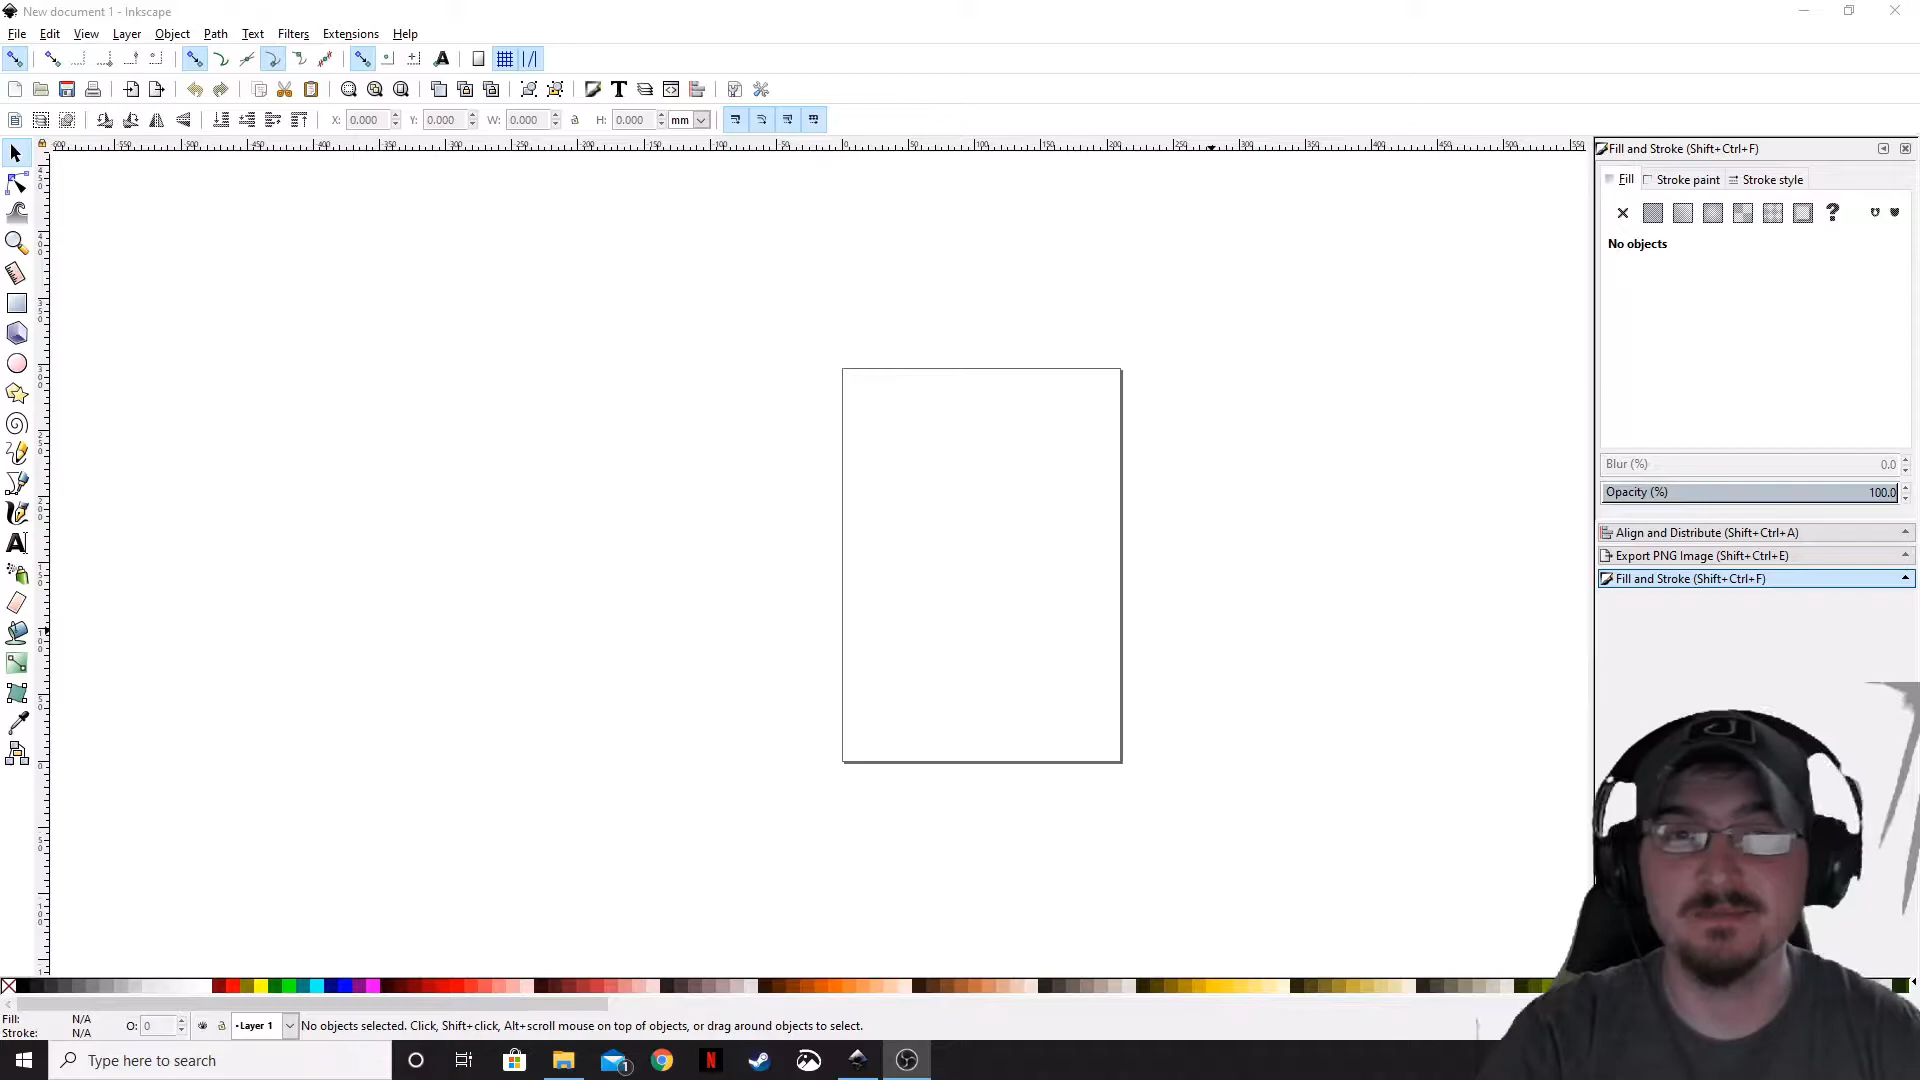 New document 1 - Inkscape
File Edit View Layer Object Path Text Filters Extensions Help
X: 0.000 Y: 0.000 W: 0.000 H: 0.000 mm
Fill and Stroke (Shift+Ctrl+F)
Fill Stroke paint Stroke style
No objects
Blur (%) 0.0
Opacity (%) 100.0
Align and Distribute (Shift+Ctrl+A)
Export PNG Image (Shift+Ctrl+E)
Fill and Stroke (Shift+Ctrl+F)
Fill: N/A
Stroke: N/A
O: 0
Layer 1
No objects selected. Click, Shift+click, Alt+scroll mouse on top of objects, or drag around objects to select.
Type here to search
1